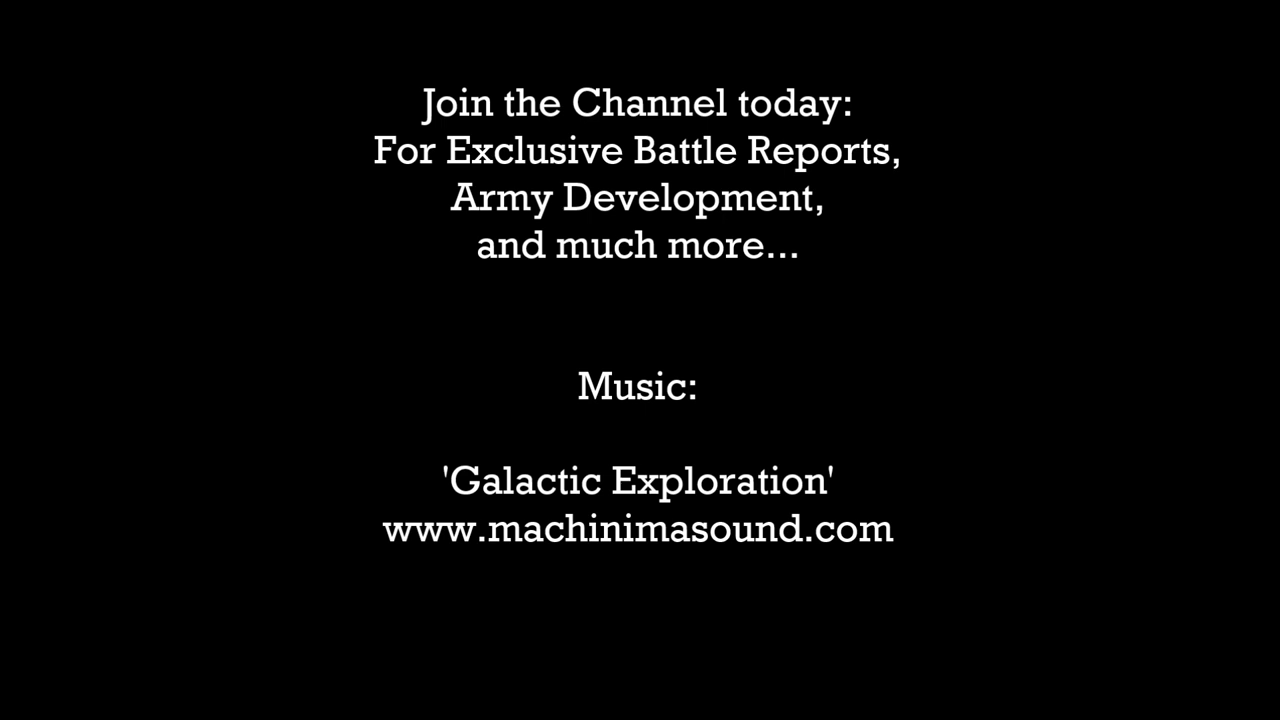 Join the Channel today:
For Exclusive Battle Reports,
Army Development,
and much more...
Music:
'Galactic Exploration'
www.machinimasound.com